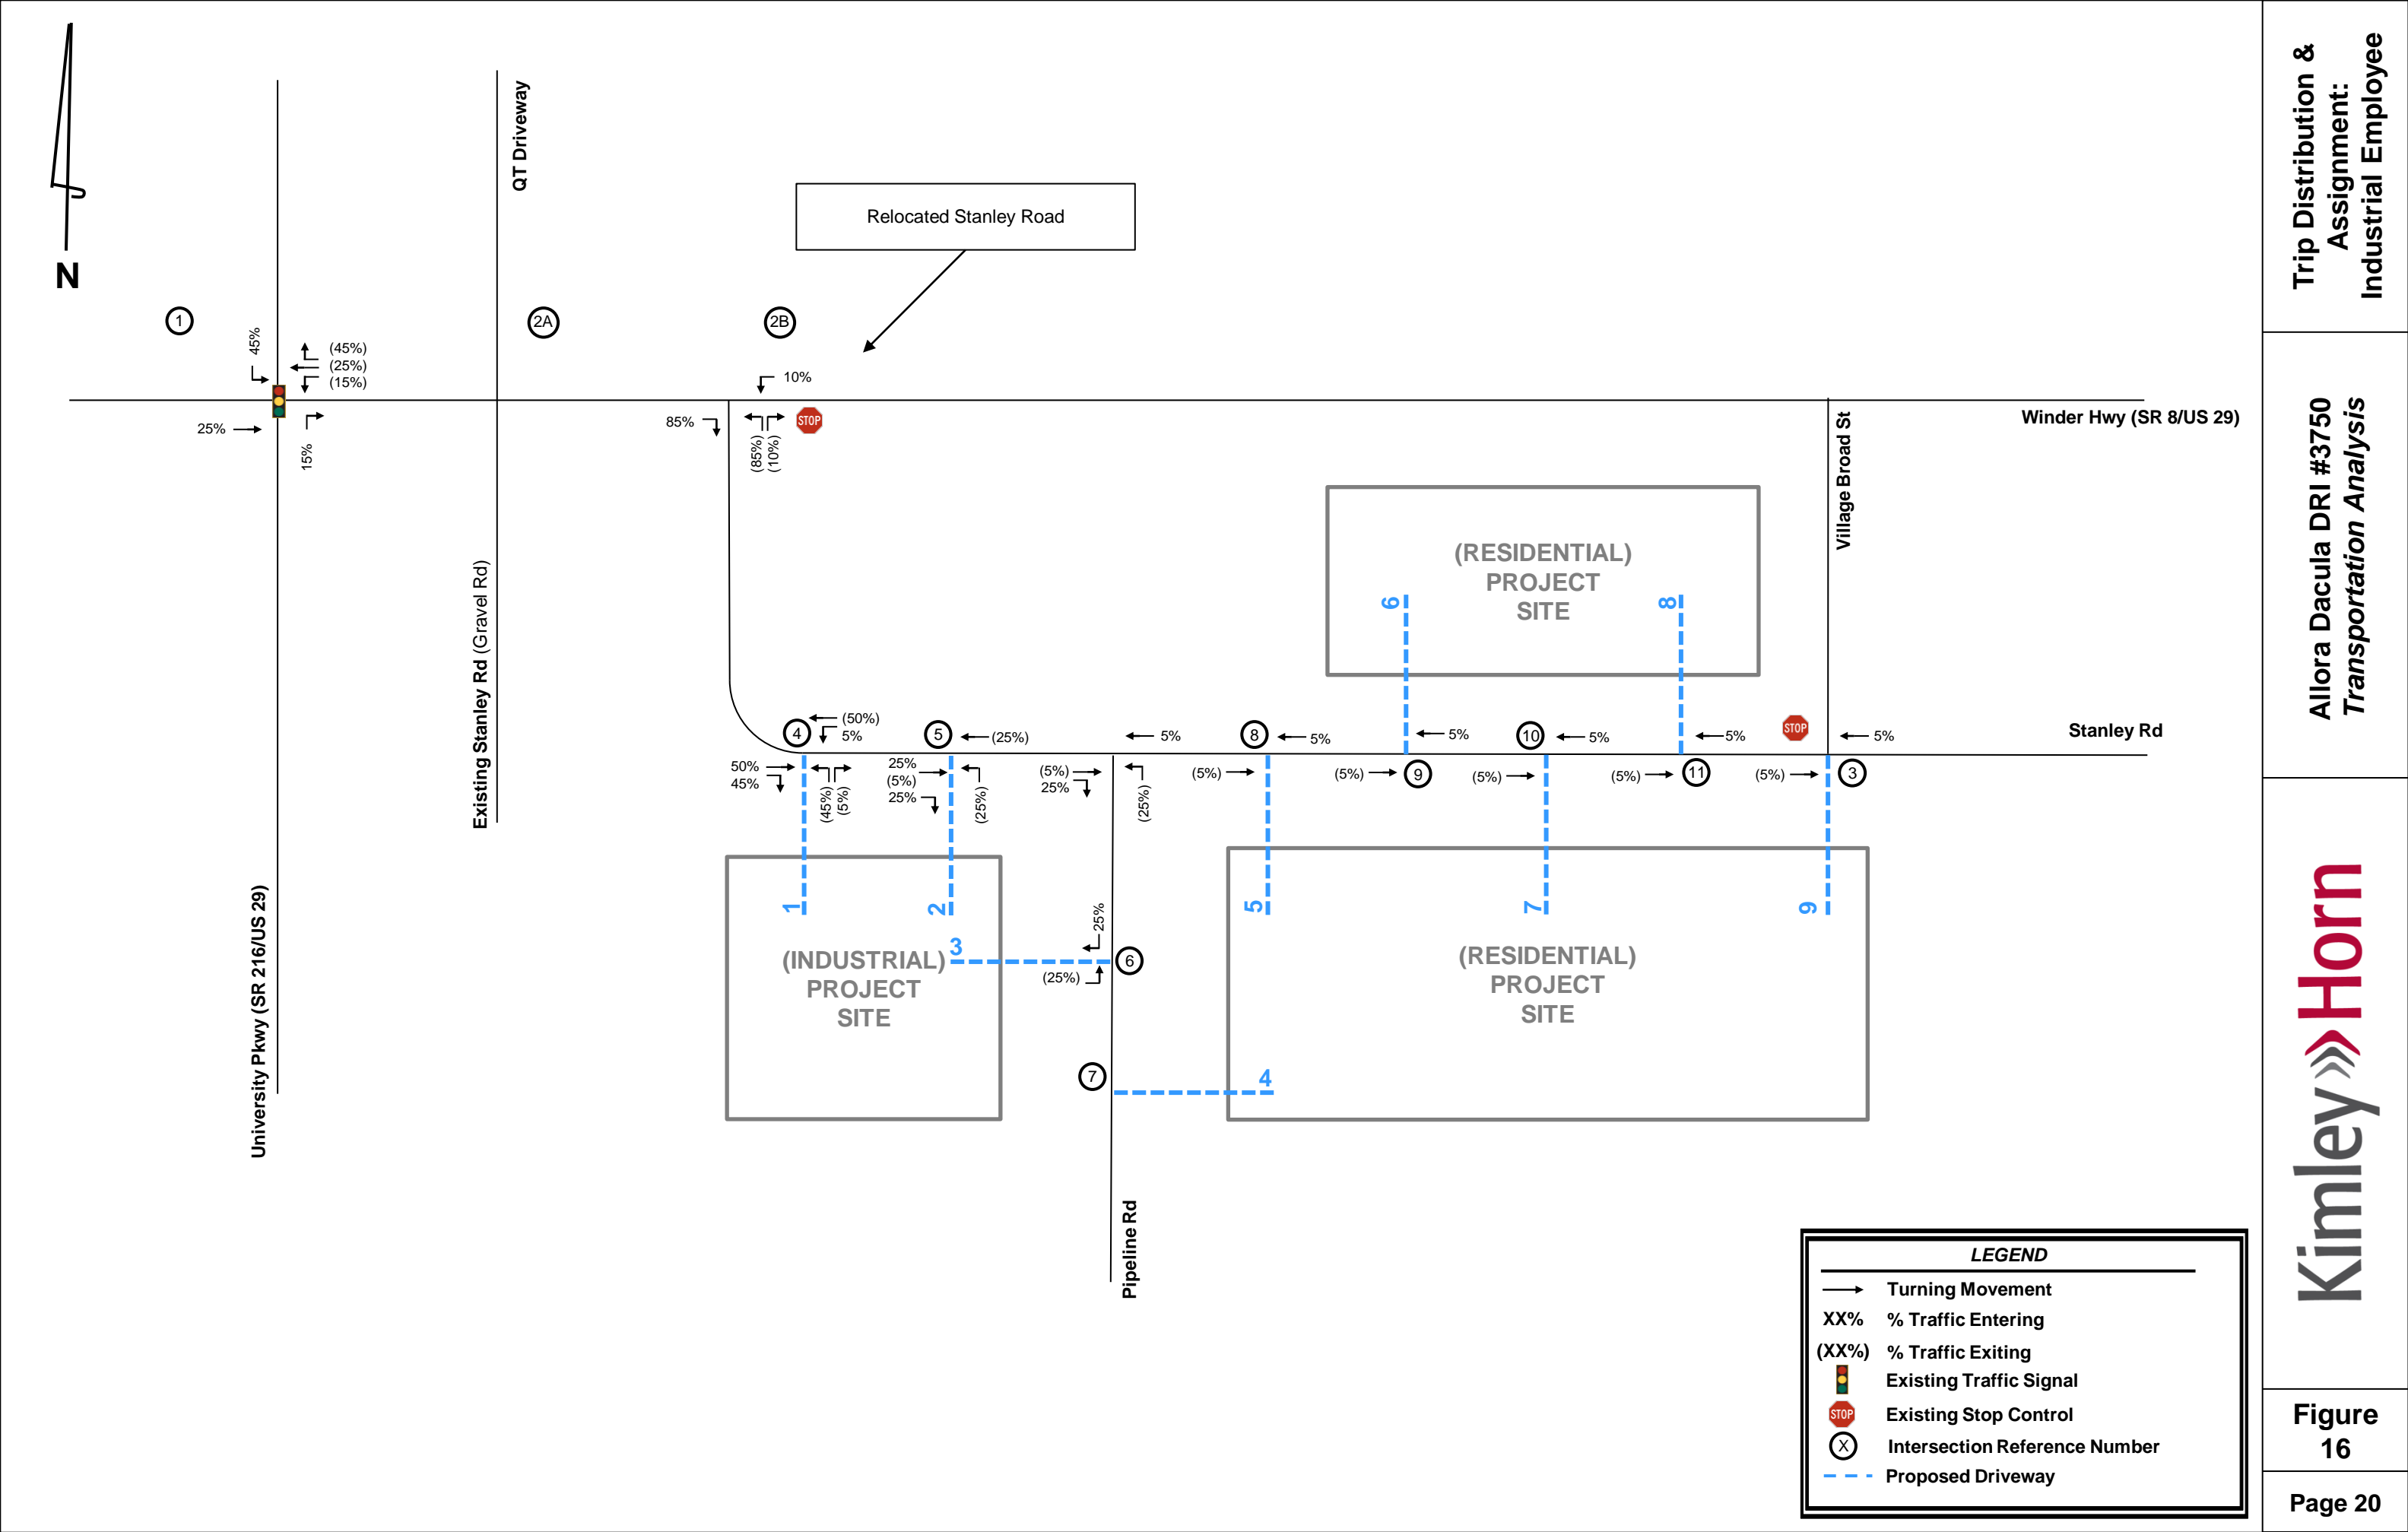 N
QT Driveway
Relocated Stanley Road
1
2A
2B
45%
(45%)
(25%)
(15%)
25%
15%
10%
85%
(85%)
(10%)
STOP
Winder Hwy (SR 8/US 29)
Village Broad St
Existing Stanley Rd (Gravel Rd)
University Pkwy (SR 216/US 29)
(RESIDENTIAL)
PROJECT
SITE
6
8
4
(50%)
5%
50%
45%
(45%)
(5%)
5
(25%)
25%
(5%)
25%
(25%)
5%
(5%)
25%
(25%)
8
5%
(5%)
5%
(5%)
9
10
5%
(5%)
5%
(5%)
11
STOP
5%
(5%)
3
Stanley Rd
1
2
3
(INDUSTRIAL)
PROJECT
SITE
25%
(25%)
6
7
Pipeline Rd
5
7
9
4
(RESIDENTIAL)
PROJECT
SITE
LEGEND
Turning Movement
XX% % Traffic Entering
(XX%) % Traffic Exiting
Existing Traffic Signal
STOP Existing Stop Control
X Intersection Reference Number
Proposed Driveway
Trip Distribution &
Assignment:
Industrial Employee
Allora Dacula DRI #3750
Transportation Analysis
Kimley»Horn
Figure
16
Page 20